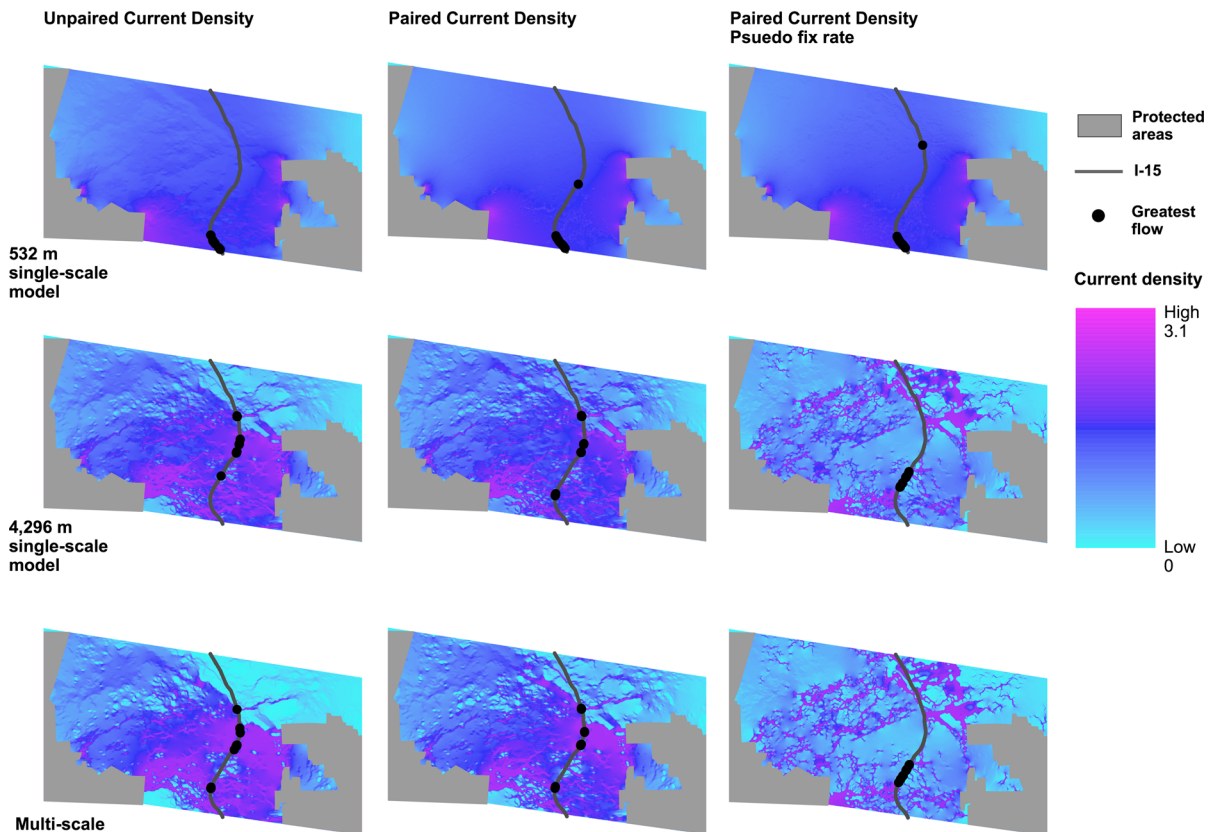 Unpaired Current Density
Paired Current Density
Paired Current Density
Psuedo fix rate
Protected
areas
I-15
Greatest
flow
532 m
single-scale
model
Current density
High
3.1
Low
0
4,296 m
single-scale
model
Multi-scale